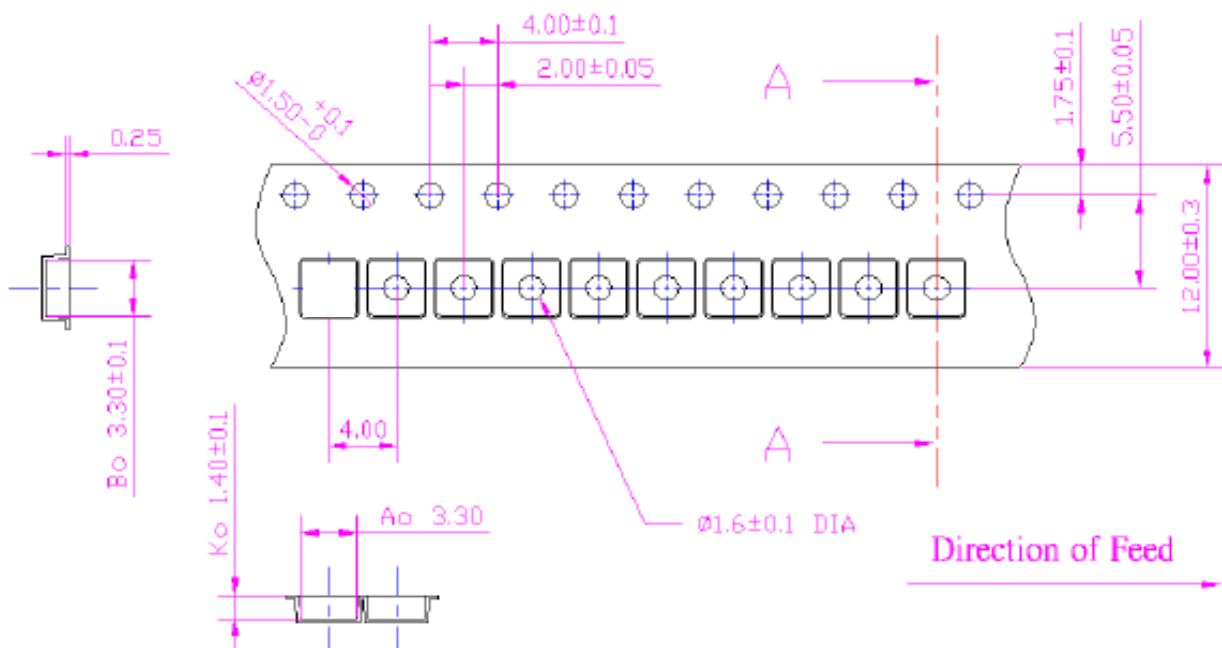 4.00±0.1
2.00±0.05
Ø1.50 +0.1 -0
A
1.75±0.1
5.50±0.05
0.25
12.00±0.3
Bo 3.30±0.1
4.00
A
Ko 1.40±0.1
Ao 3.30
Ø1.6±0.1 DIA
Direction of Feed